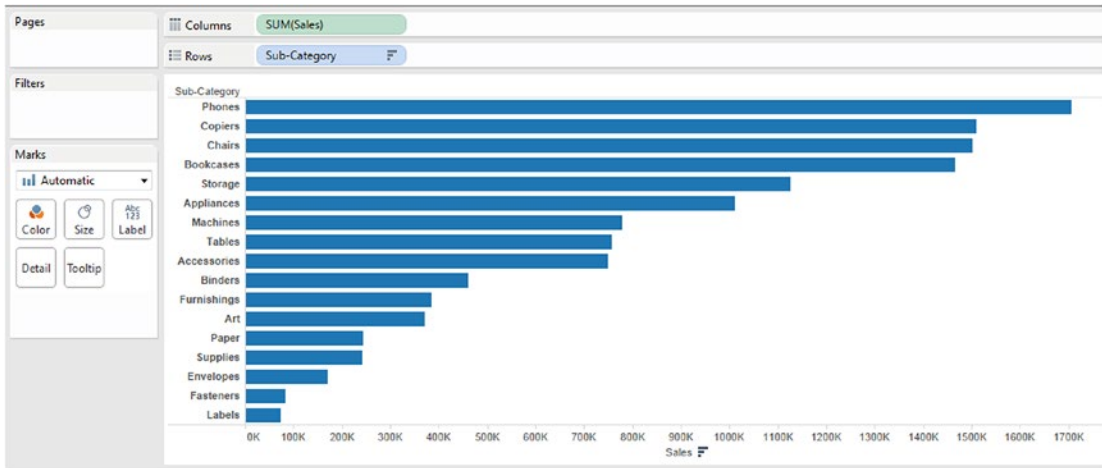 Pages
Columns SUM(Sales)
Rows Sub-Category
Filters
Marks
Automatic
Color Size Abc 123 Label
Detail Tooltip
Sub-Category
Phones
Copiers
Chairs
Bookcases
Storage
Appliances
Machines
Tables
Accessories
Binders
Furnishings
Art
Paper
Supplies
Envelopes
Fasteners
Labels
0K 100K 200K 300K 400K 500K 600K 700K 800K 900K 1000K 1100K 1200K 1300K 1400K 1500K 1600K 1700K
Sales